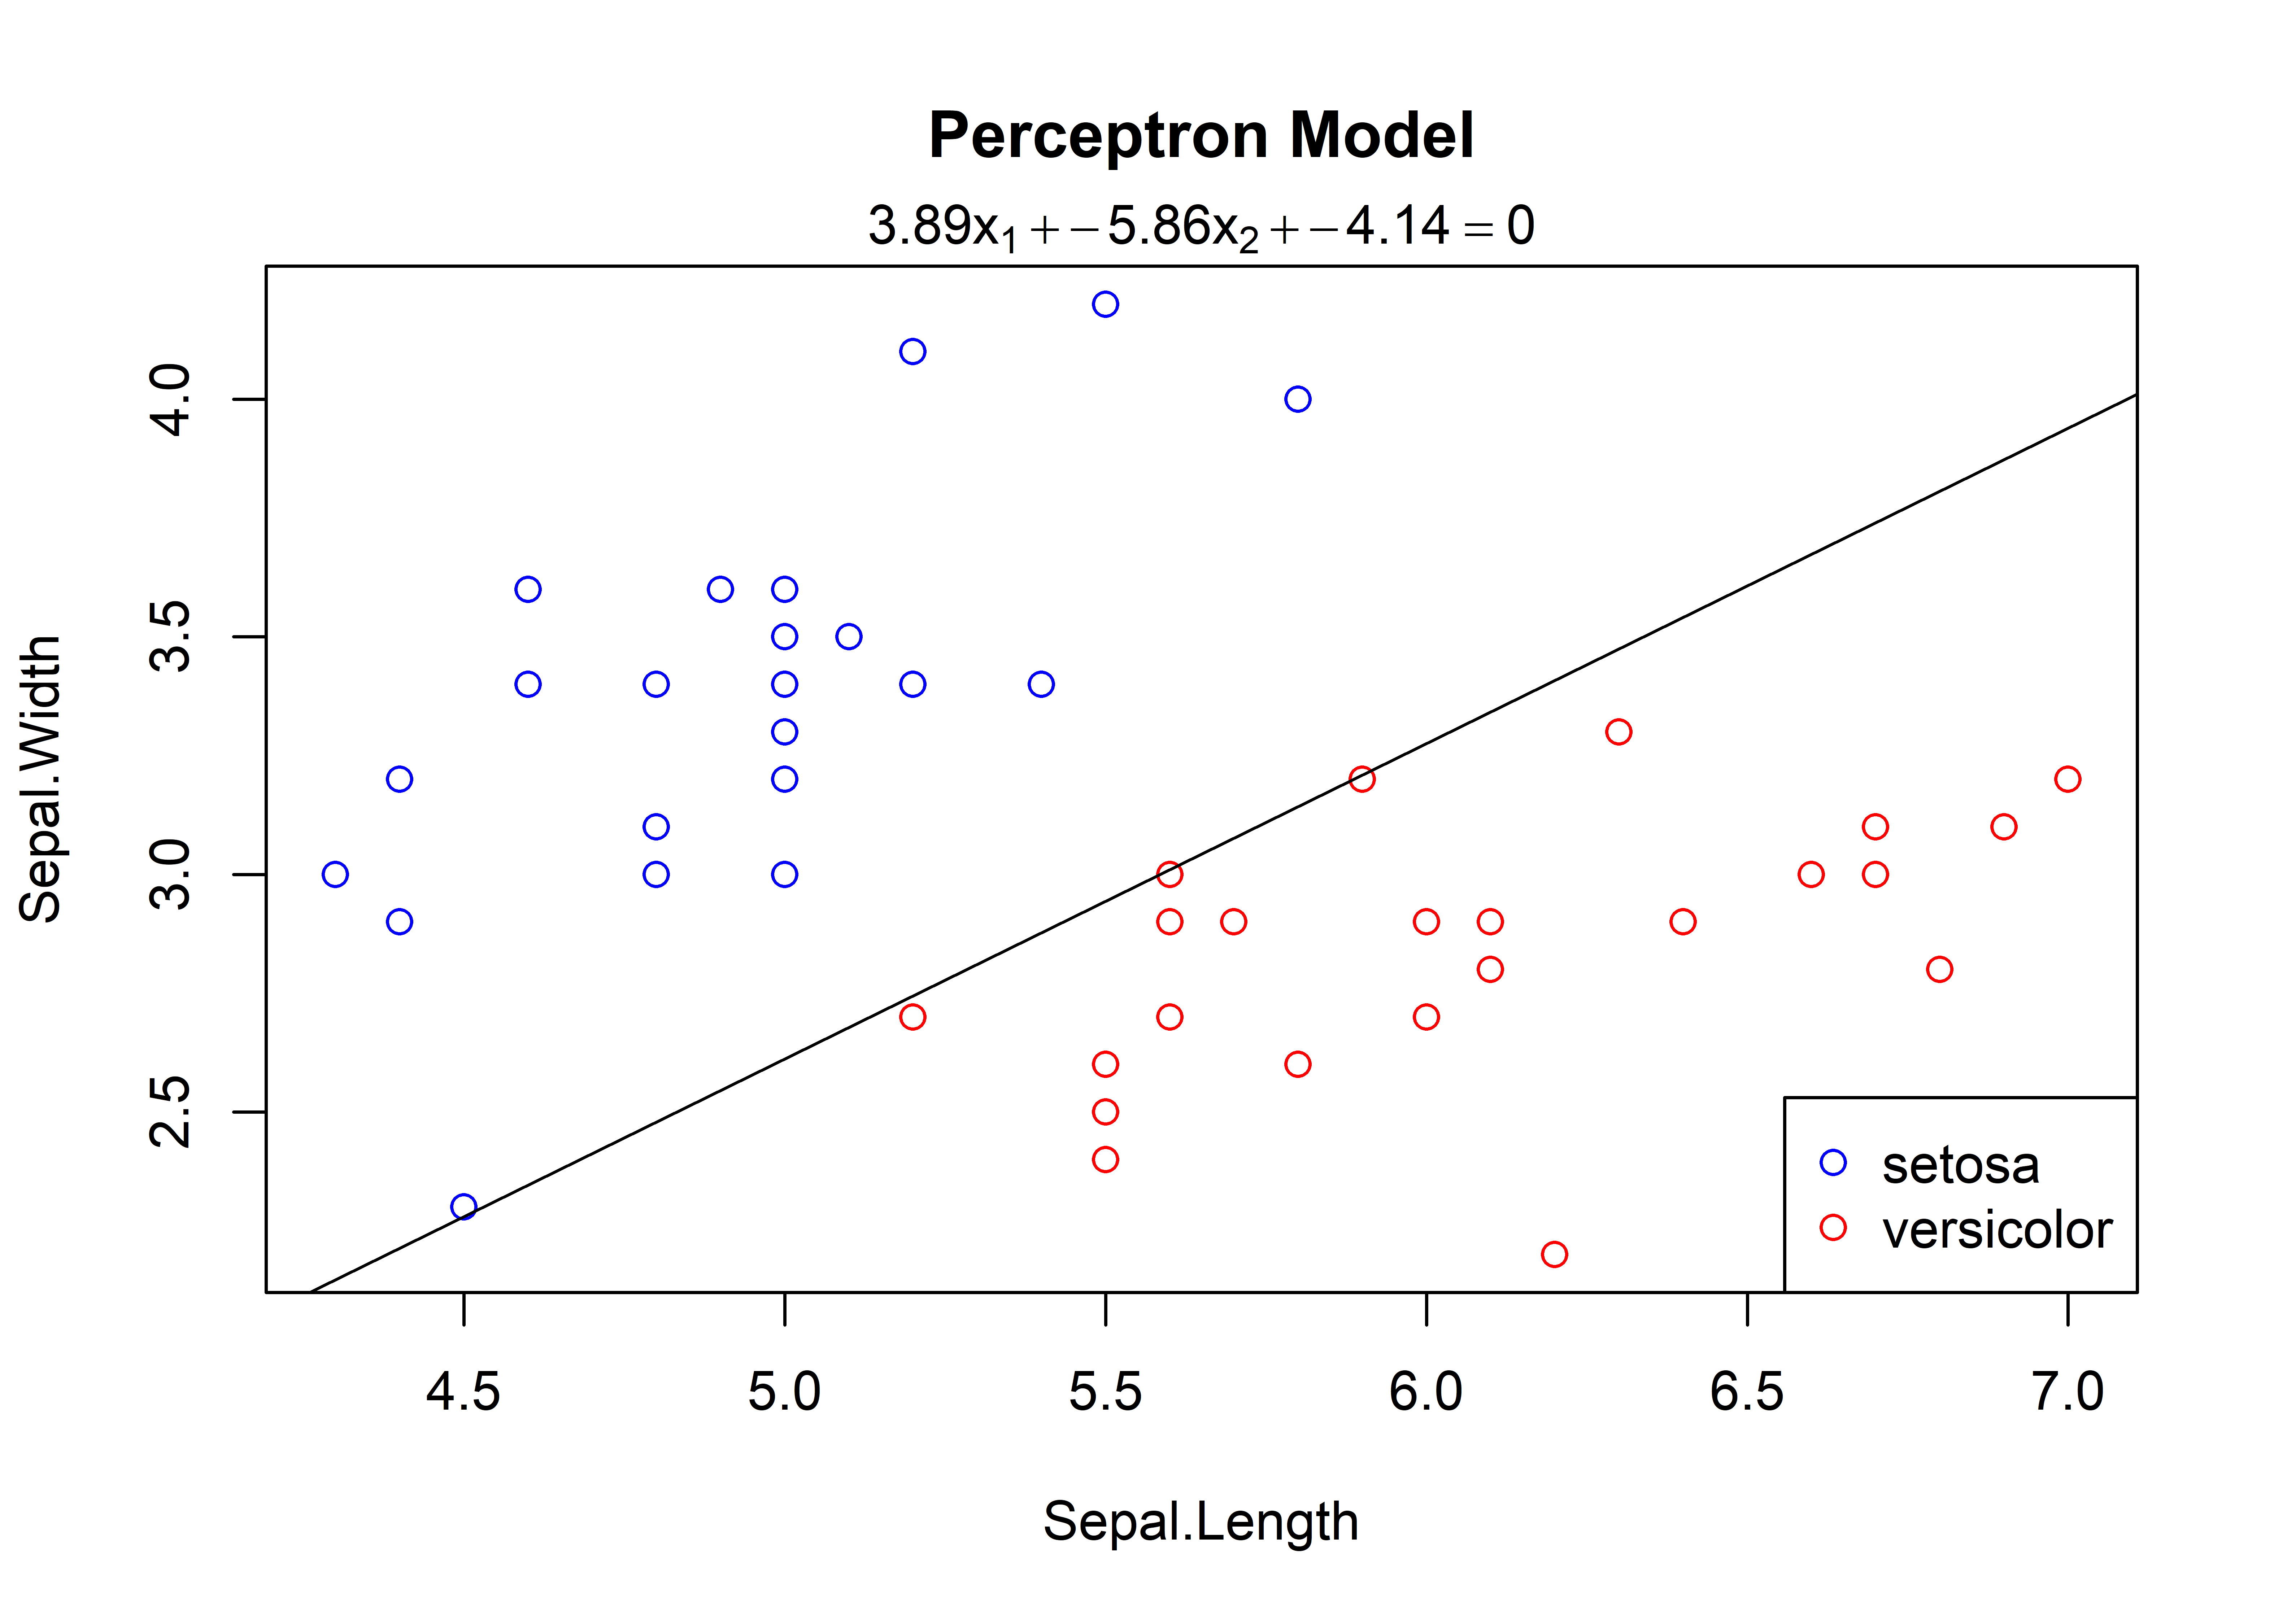 Perceptron Model
3.89x₁ + −5.86x₂ + −4.14 = 0
Sepal.Width
4.0
3.5
3.0
2.5
setosa
versicolor
4.5 5.0 5.5 6.0 6.5 7.0
Sepal.Length